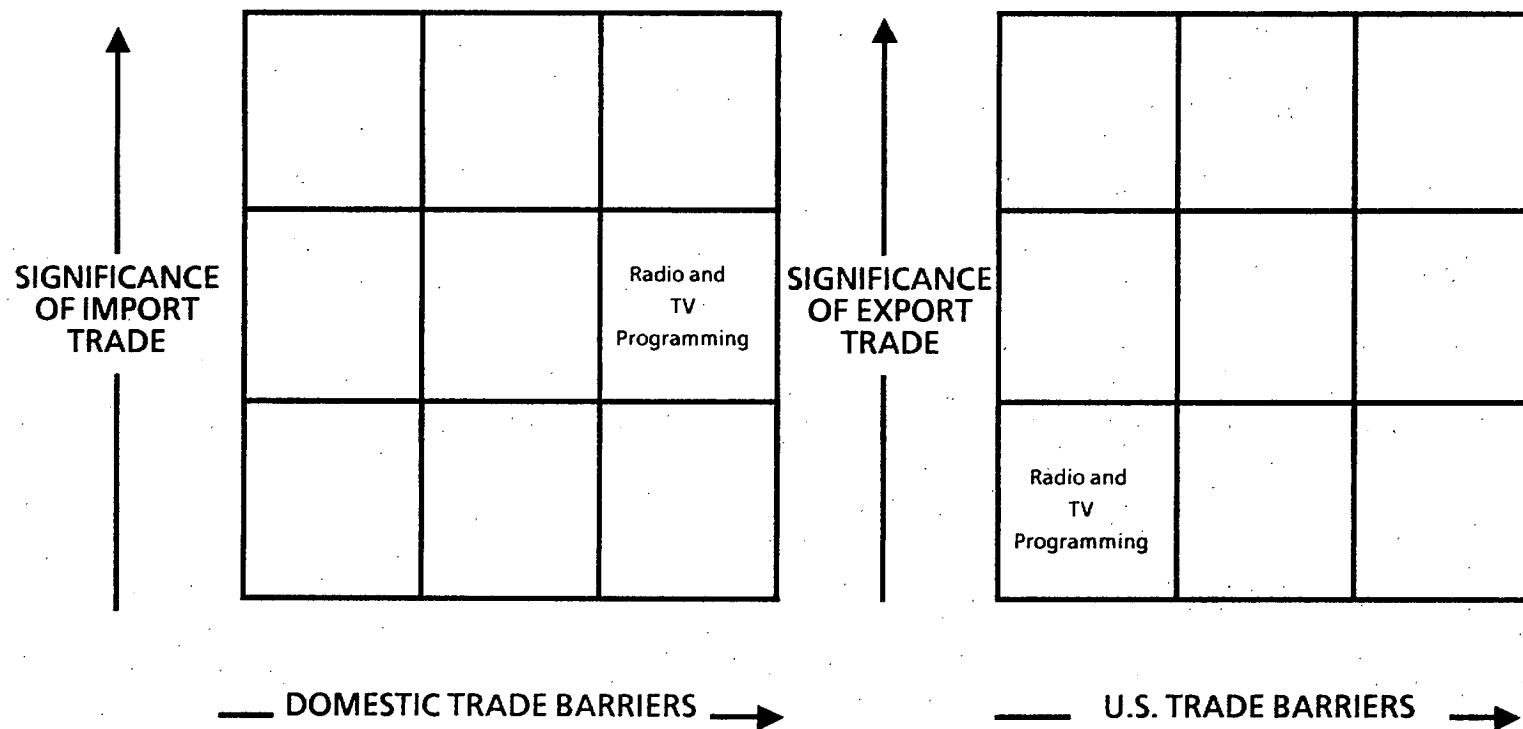 SIGNIFICANCE
OF IMPORT
TRADE
Radio and
TV
Programming
DOMESTIC TRADE BARRIERS
SIGNIFICANCE
OF EXPORT
TRADE
Radio and
TV
Programming
U.S. TRADE BARRIERS